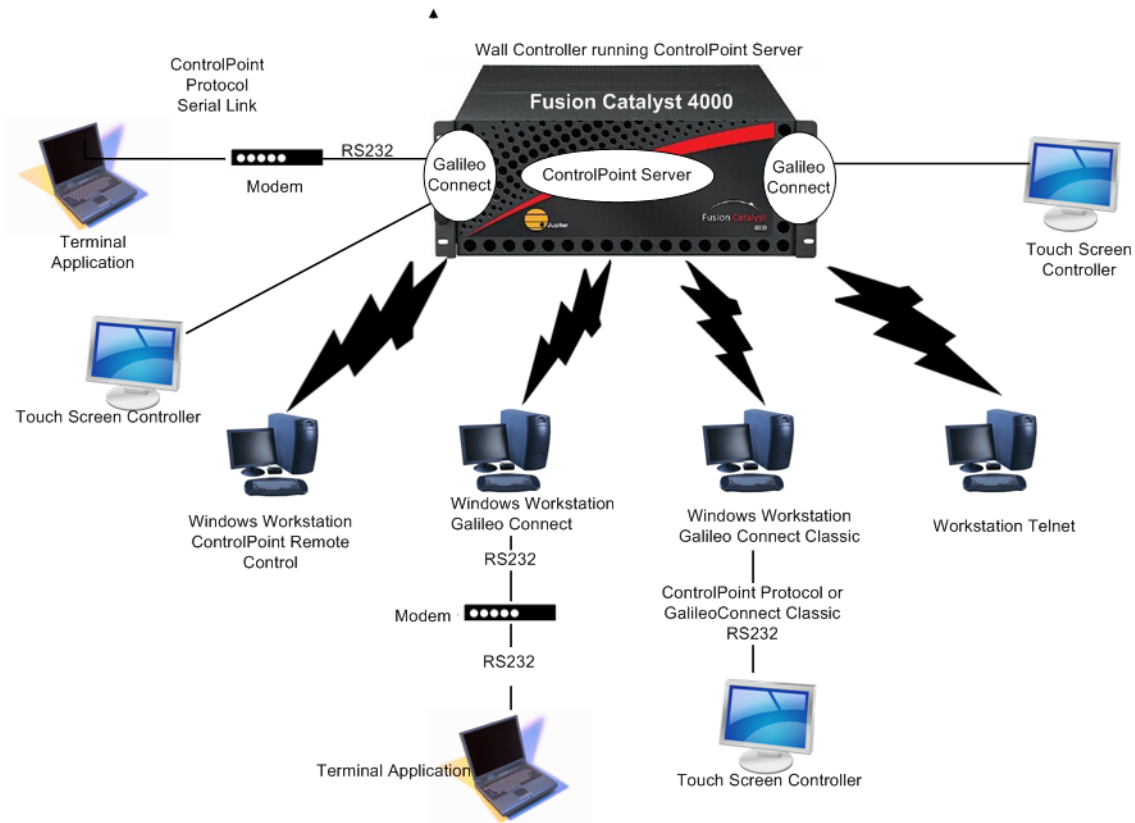 Wall Controller running ControlPoint Server
ControlPoint
Protocol
Serial Link
Fusion Catalyst 4000
RS232
Modem
Galileo
Connect
ControlPoint Server
Galileo
Connect
Jupiter
Fusion Catalyst
4000
Terminal
Application
Touch Screen
Controller
Touch Screen Controller
Windows Workstation
ControlPoint Remote
Control
Windows Workstation
Galileo Connect
RS232
Modem
RS232
Terminal Application
Windows Workstation
Galileo Connect Classic
ControlPoint Protocol or
GalileoConnect Classic
RS232
Touch Screen Controller
Workstation Telnet